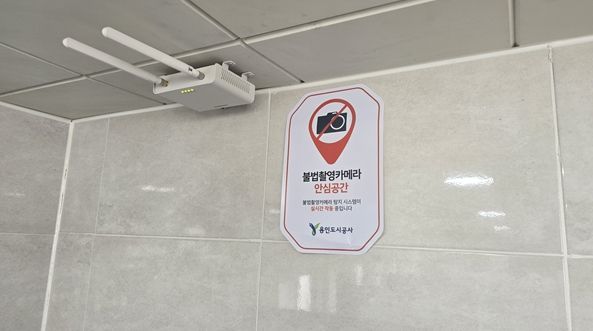 불법촬영카메라
안심공간
불법촬영카메라 탐지 시스템이
실시간 작동 중입니다
용인도시공사